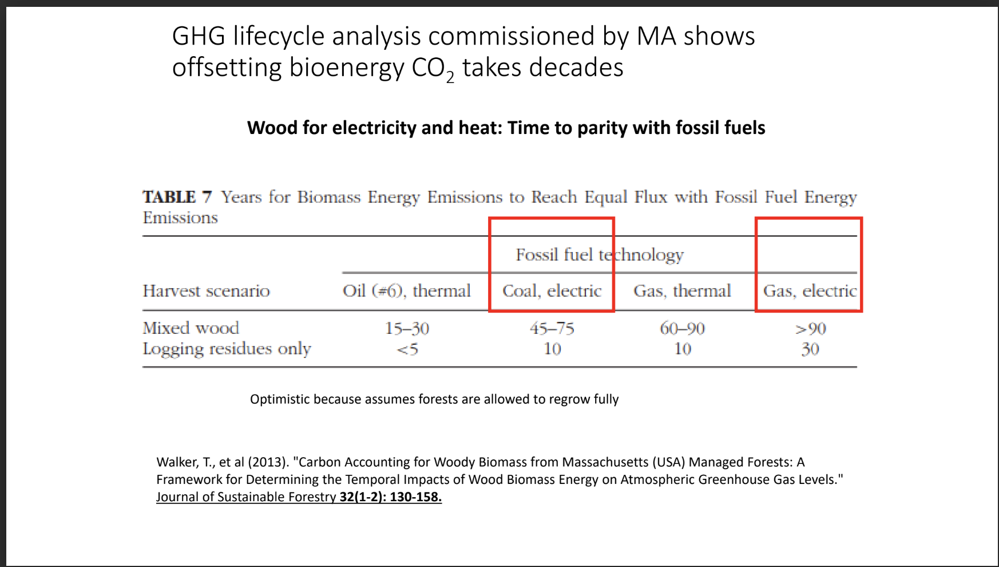 GHG lifecycle analysis commissioned by MA shows
offsetting bioenergy CO2 takes decades
Wood for electricity and heat: Time to parity with fossil fuels
TABLE 7 Years for Biomass Energy Emissions to Reach Equal Flux with Fossil Fuel Energy
Emissions
Fossil fuel technology
Harvest scenario Oil (#6), thermal Coal, electric Gas, thermal Gas, electric
Mixed wood 15–30 45–75 60–90 >90
Logging residues only <5 10 10 30
Optimistic because assumes forests are allowed to regrow fully
Walker, T., et al (2013). "Carbon Accounting for Woody Biomass from Massachusetts (USA) Managed Forests: A
Framework for Determining the Temporal Impacts of Wood Biomass Energy on Atmospheric Greenhouse Gas Levels."
Journal of Sustainable Forestry 32(1-2): 130-158.